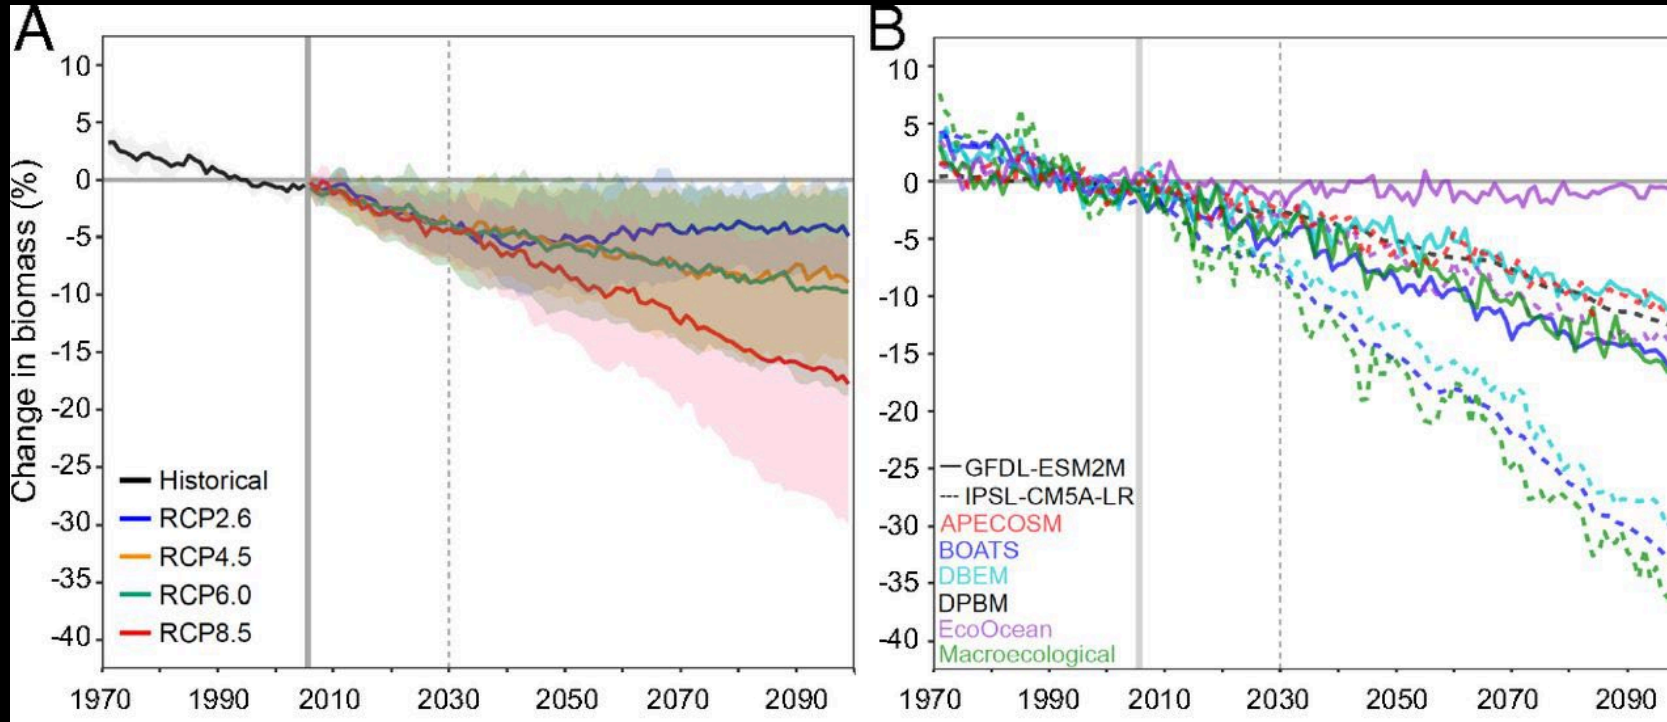 A
Change in biomass (%)
10
5
0
-5
-10
-15
-20
-25
-30
-35
-40
Historical
RCP2.6
RCP4.5
RCP6.0
RCP8.5
1970 1990 2010 2030 2050 2070 2090
B
10
5
0
-5
-10
-15
-20
-25
-30
-35
-40
GFDL-ESM2M
IPSL-CM5A-LR
APECOSM
BOATS
DBEM
DPBM
EcoOcean
Macroecological
1970 1990 2010 2030 2050 2070 2090